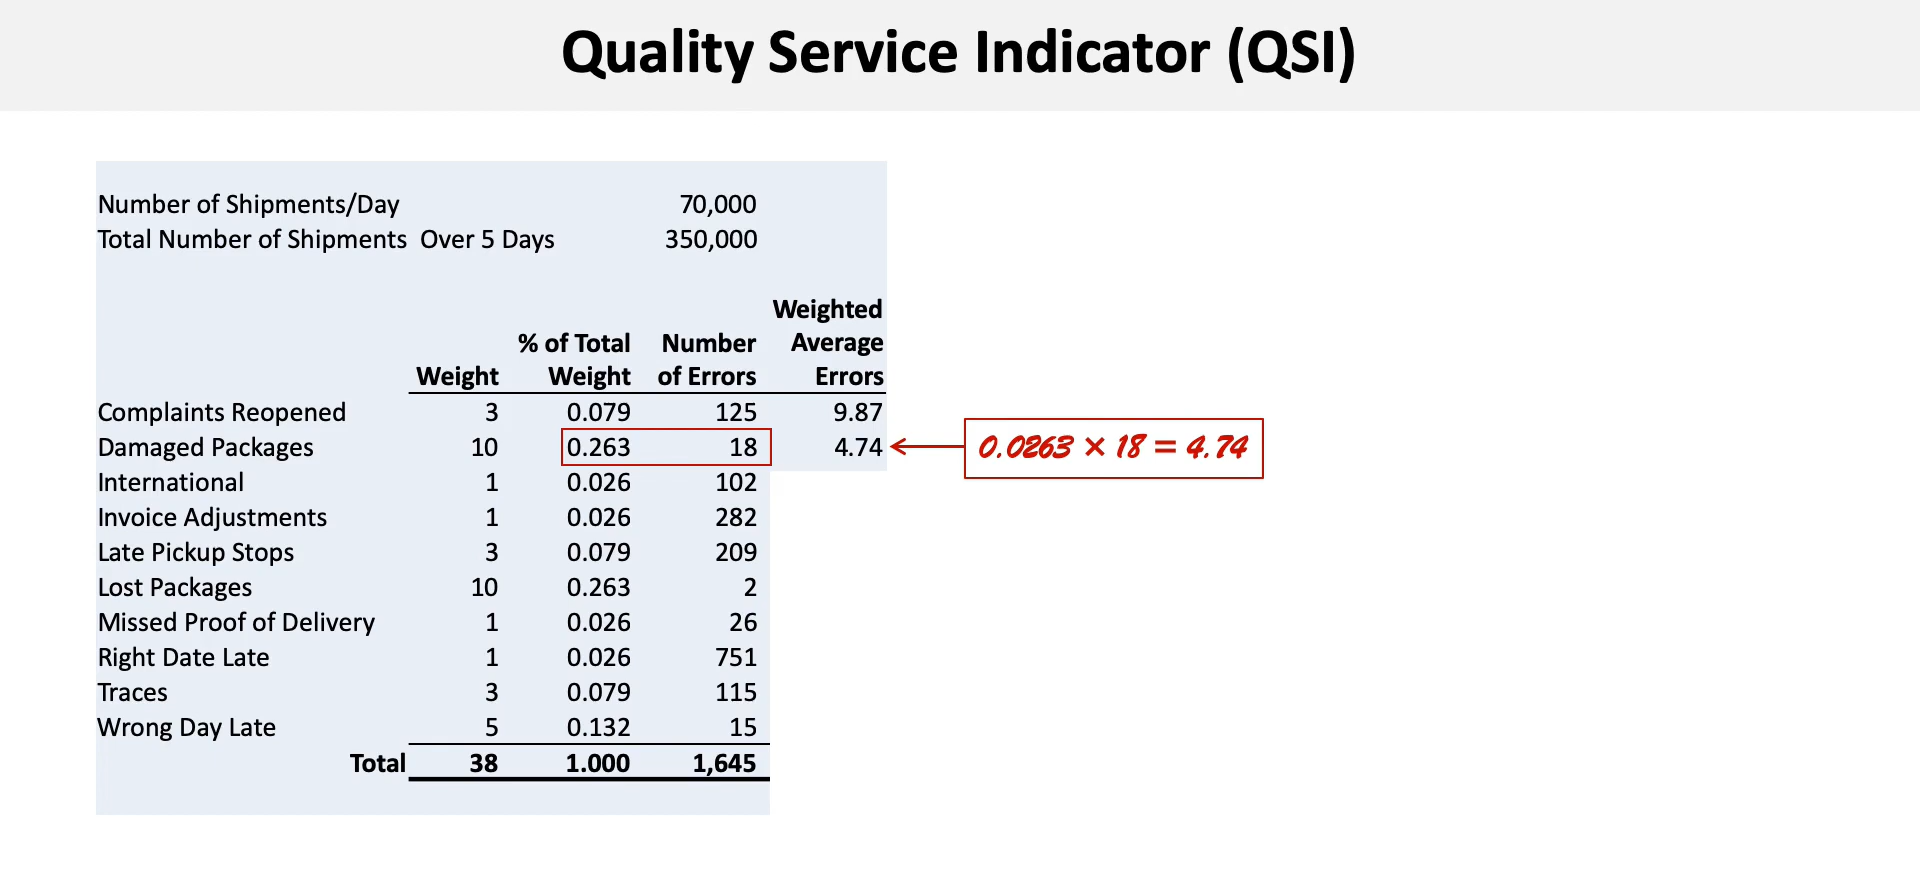 Quality Service Indicator (QSI)
Number of Shipments/Day 70,000
Total Number of Shipments Over 5 Days 350,000
Weighted
% of Total Number Average
Weight Weight of Errors Errors
Complaints Reopened 3 0.079 125 9.87
Damaged Packages 10 0.263 18 4.74 0.0263 × 18 = 4.74
International 1 0.026 102
Invoice Adjustments 1 0.026 282
Late Pickup Stops 3 0.079 209
Lost Packages 10 0.263 2
Missed Proof of Delivery 1 0.026 26
Right Date Late 1 0.026 751
Traces 3 0.079 115
Wrong Day Late 5 0.132 15
Total 38 1.000 1,645